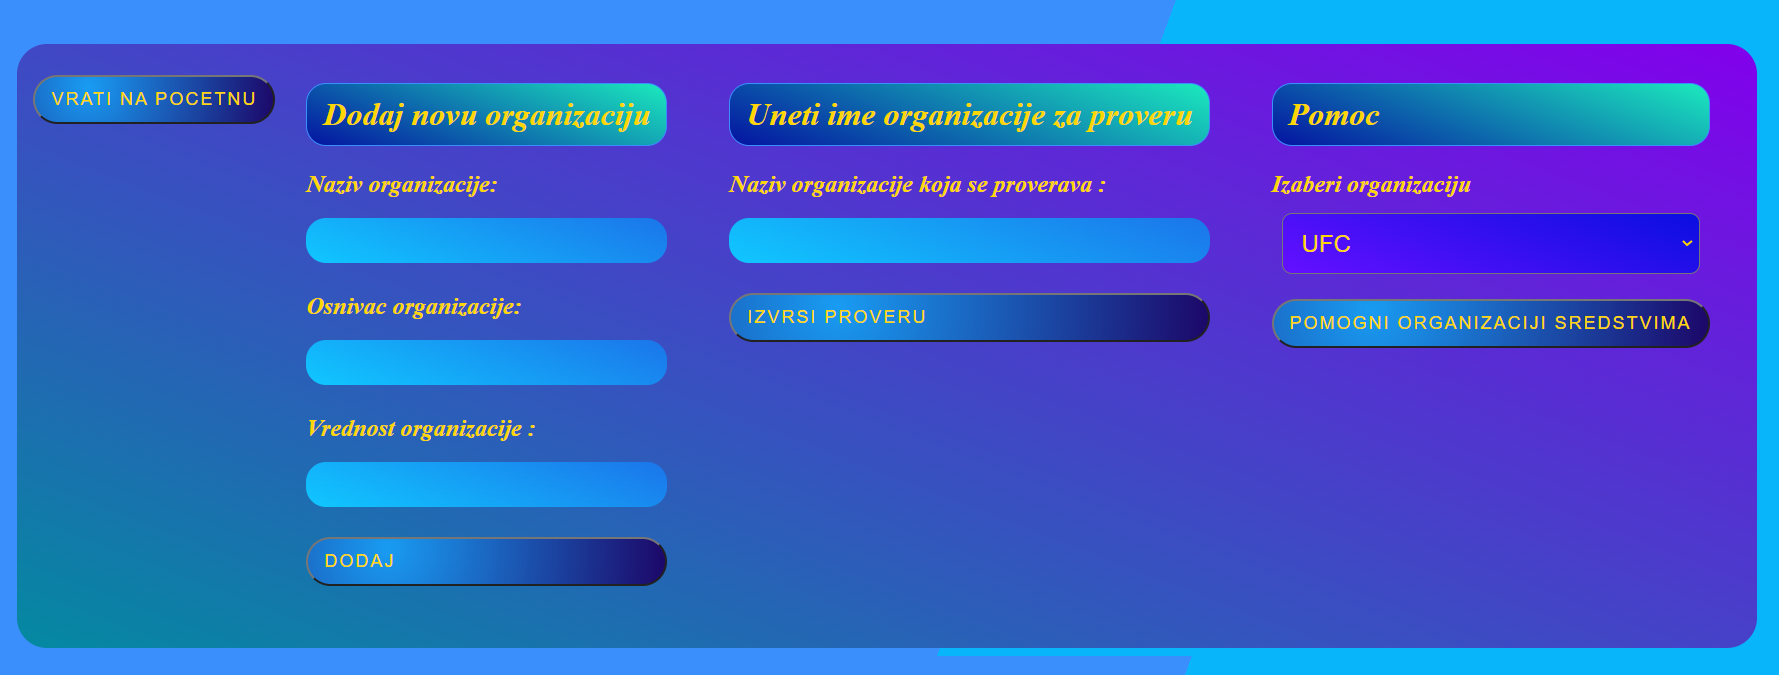 VRATI NA POCETNU
Dodaj novu organizaciju
Naziv organizacije:
Osnivac organizacije:
Vrednost organizacije :
DODAJ
Uneti ime organizacije za proveru
Naziv organizacije koja se proverava :
IZVRSI PROVERU
Pomoc
Izaberi organizaciju
UFC
POMOGNI ORGANIZACIJI SREDSTVIMA